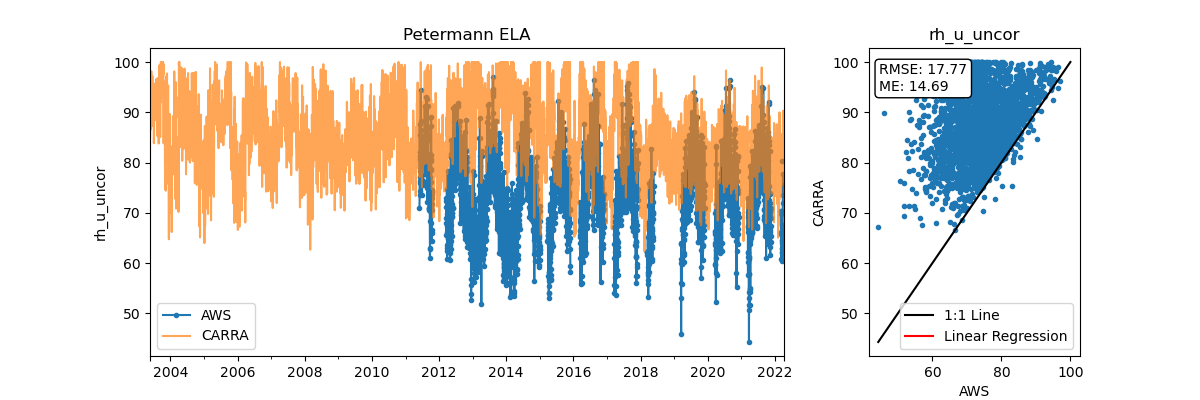 Petermann ELA
rh_u_uncor
100
90
80
70
60
50
AWS
CARRA
2004
2006
2008
2010
2012
2014
2016
2018
2020
2022
rh_u_uncor
CARRA
100
90
80
70
60
50
RMSE: 17.77
ME: 14.69
1:1 Line
Linear Regression
60
80
100
AWS